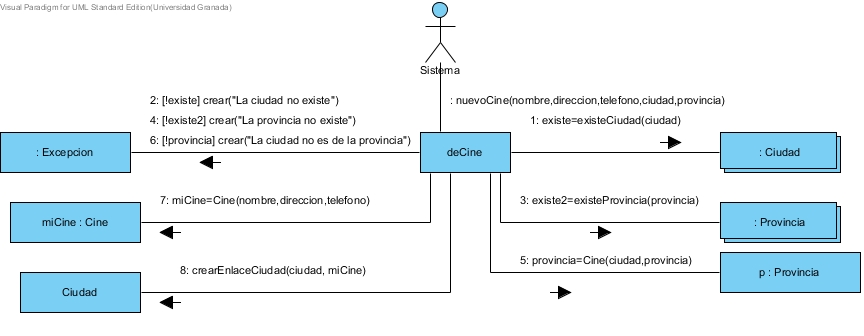 Visual Paradigm for UML Standard Edition(Universidad Granada)
Sistema
2: [!existe] crear("La ciudad no existe")
: nuevoCine(nombre,direccion,telefono,ciudad,provincia)
4: [!existe2] crear("La provincia no existe")
1: existe=existeCiudad(ciudad)
6: [!provincia] crear("La ciudad no es de la provincia")
: Excepcion
deCine
: Ciudad
7: miCine=Cine(nombre,direccion,telefono)
3: existe2=existeProvincia(provincia)
miCine : Cine
: Provincia
8: crearEnlaceCiudad(ciudad, miCine)
5: provincia=Cine(ciudad,provincia)
Ciudad
p : Provincia